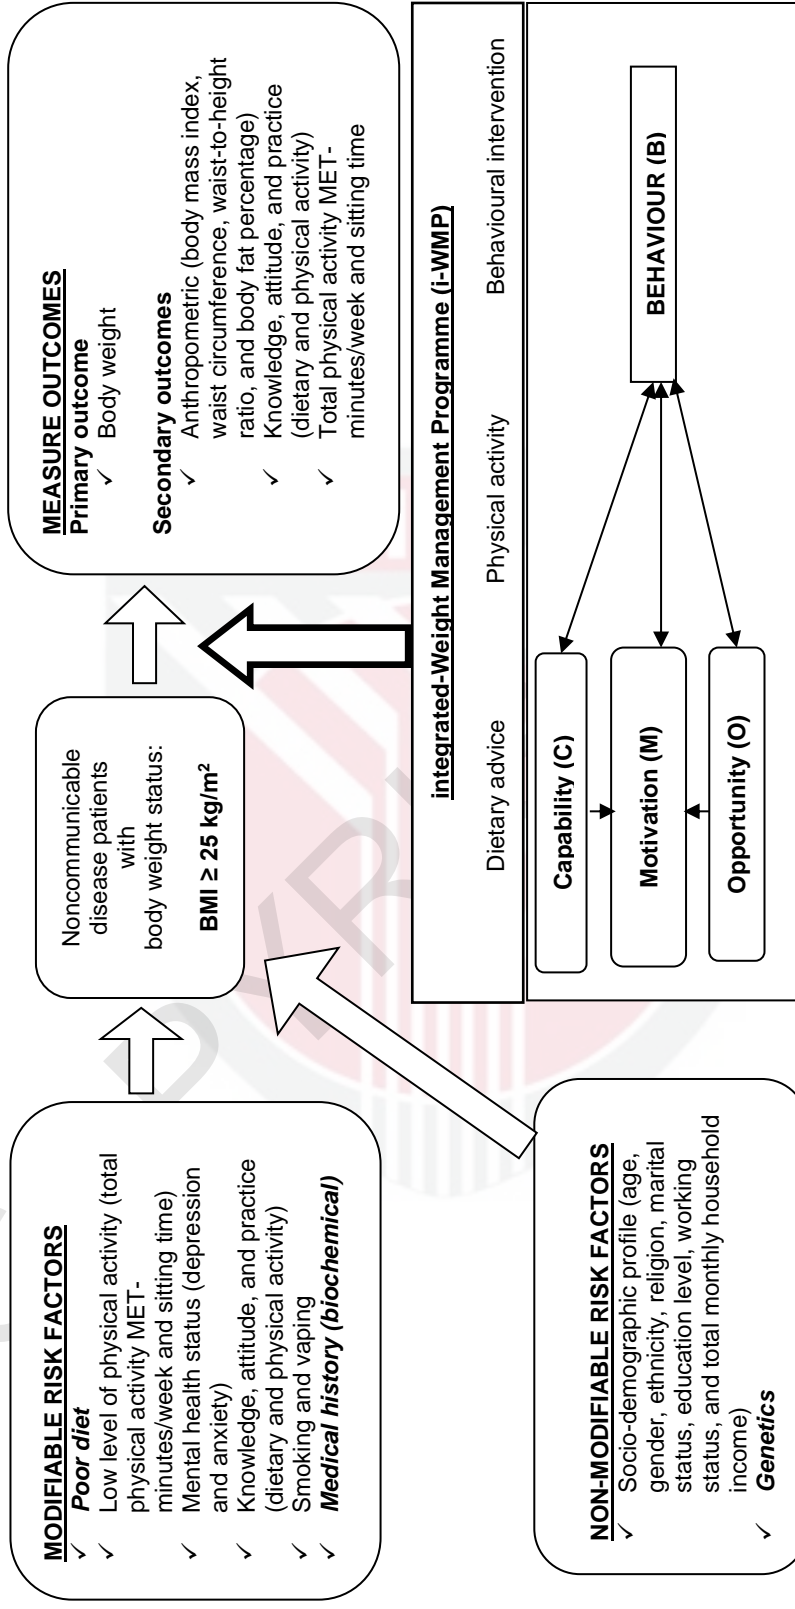 MODIFIABLE RISK FACTORS
✓ Poor diet
✓ Low level of physical activity (total
physical activity MET-
minutes/week and sitting time)
✓ Mental health status (depression
and anxiety)
✓ Knowledge, attitude, and practice
(dietary and physical activity)
✓ Smoking and vaping
✓ Medical history (biochemical)
NON-MODIFIABLE RISK FACTORS
✓ Socio-demographic profile (age,
gender, ethnicity, religion, marital
status, education level, working
status, and total monthly household
income)
✓ Genetics
Noncommunicable
disease patients
with
body weight status:
BMI ≥ 25 kg/m²
MEASURE OUTCOMES
Primary outcome
✓ Body weight
Secondary outcomes
✓ Anthropometric (body mass index,
waist circumference, waist-to-height
ratio, and body fat percentage)
✓ Knowledge, attitude, and practice
(dietary and physical activity)
✓ Total physical activity MET-
minutes/week and sitting time
integrated-Weight Management Programme (i-WMP)
Dietary advice Physical activity Behavioural intervention
Capability (C)
Motivation (M)
Opportunity (O)
BEHAVIOUR (B)